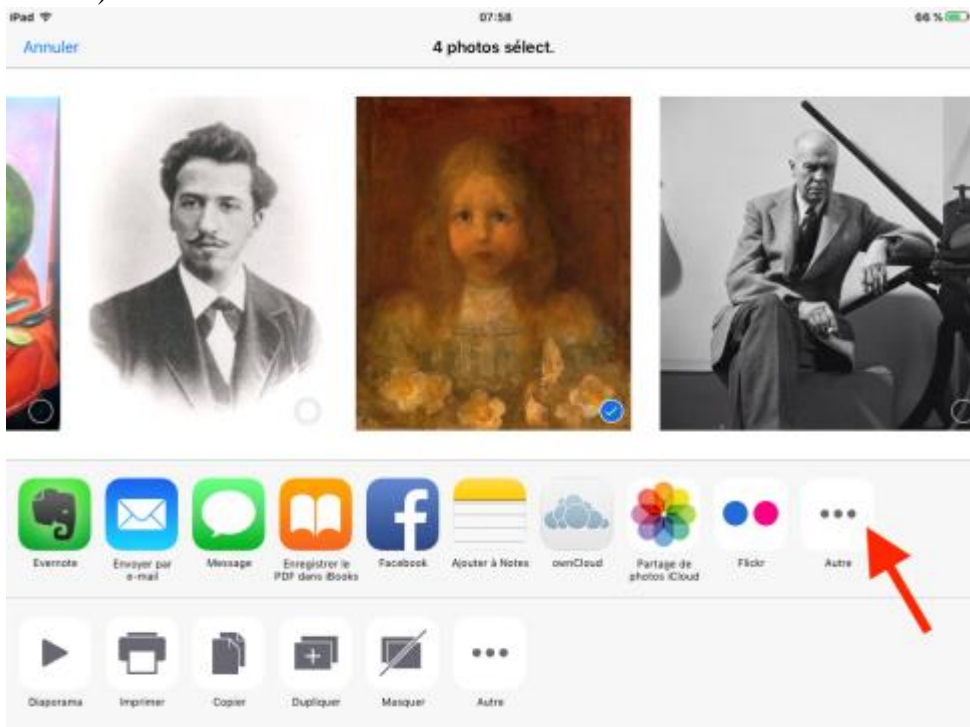 iPad
07:58
66 %
Annuler
4 photos sélect.
Evernote
Envoyer par
e-mail
Message
Enregistrer le
PDF dans iBooks
Facebook
Ajouter à Notes
ownCloud
Partage de
photos iCloud
Flickr
Autre
Diaporama
Imprimer
Copier
Dupliquer
Masquer
Autre